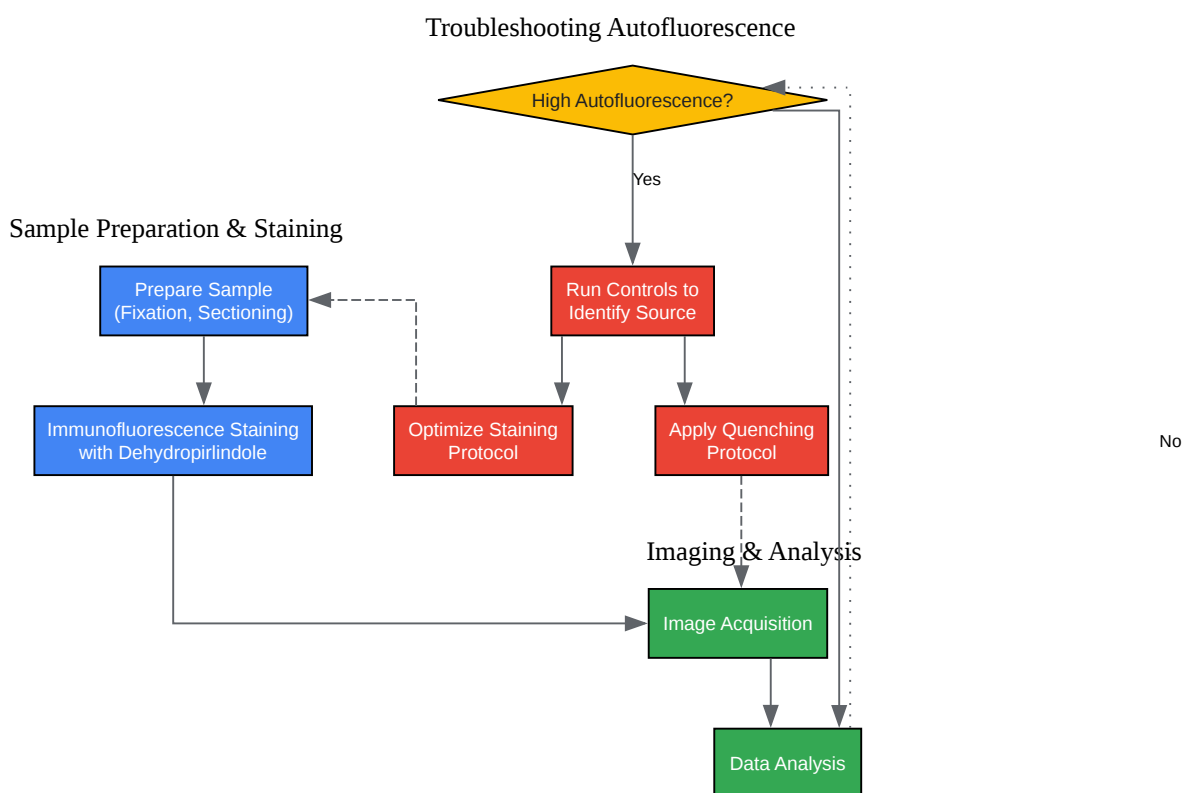 Troubleshooting Autofluorescence
High Autofluorescence?
Yes
Sample Preparation & Staining
Prepare Sample
(Fixation, Sectioning)
Run Controls to
Identify Source
Immunofluorescence Staining
with Dehydropirlindole
Optimize Staining
Protocol
Apply Quenching
Protocol
No
Imaging & Analysis
Image Acquisition
Data Analysis